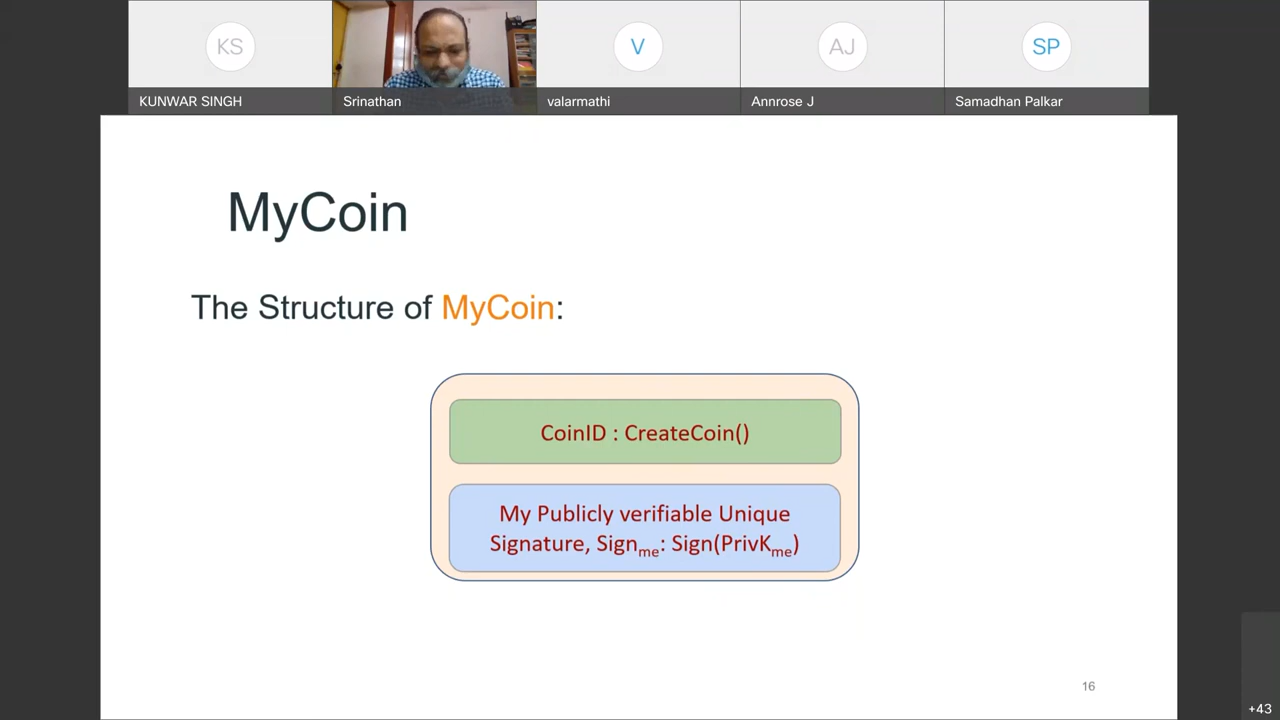 KS
V
AJ
SP
KUNWAR SINGH
Srinathan
valarmathi
Annrose J
Samadhan Palkar
MyCoin
The Structure of MyCoin:
CoinID : CreateCoin()
My Publicly verifiable Unique
Signature, Signme: Sign(PrivKme)
16
+43